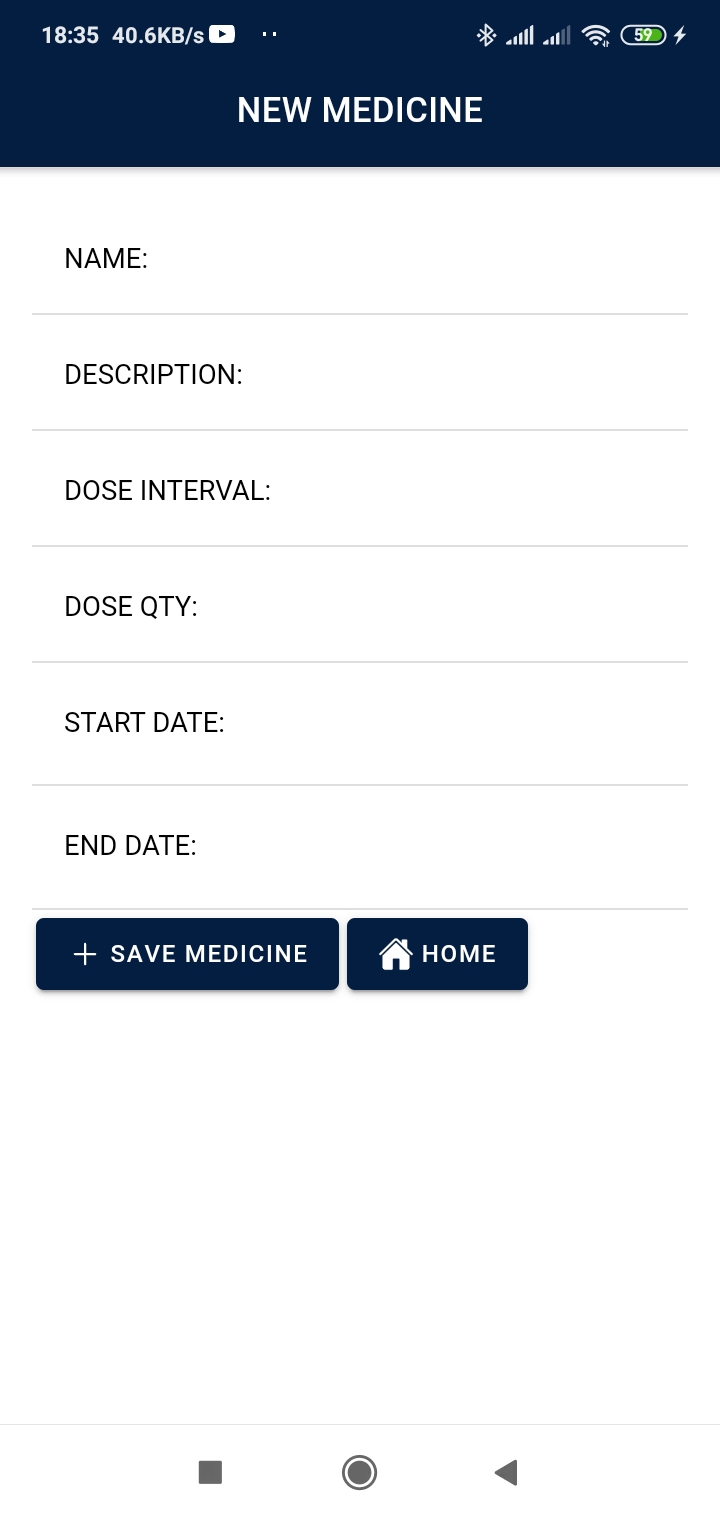 18:35 40.6KB/s 59
NEW MEDICINE
NAME:
DESCRIPTION:
DOSE INTERVAL:
DOSE QTY:
START DATE:
END DATE:
SAVE MEDICINE HOME